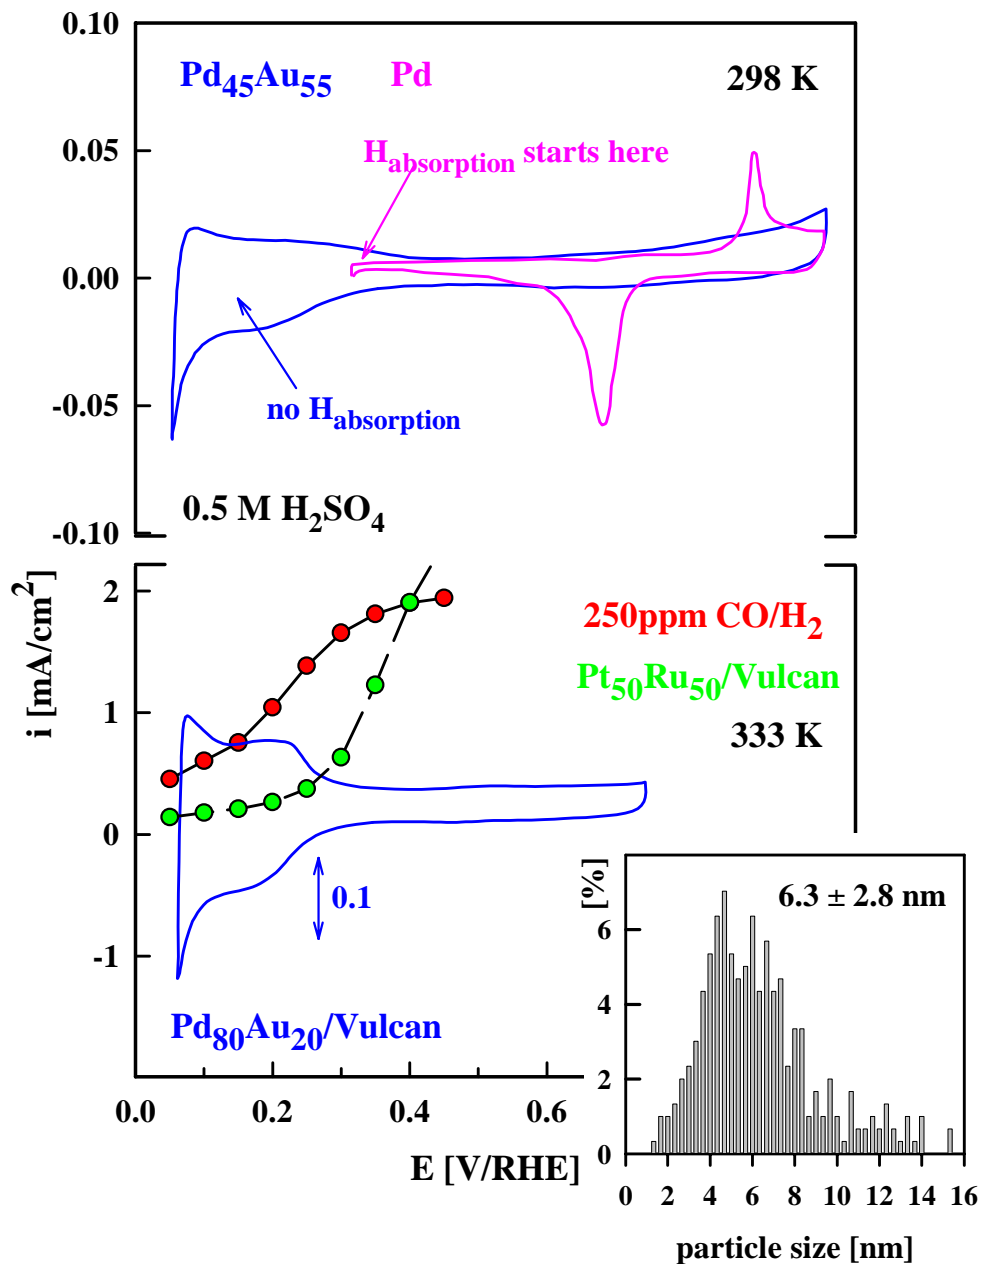 0.10
Pd45Au55 Pd 298 K
0.05
Habsorption starts here
0.00
-0.05
no Habsorption
0.5 M H2SO4
-0.10
i [mA/cm2]
2
250ppm CO/H2
Pt50Ru50/Vulcan
1
333 K
0
0.1
-1
Pd80Au20/Vulcan
0.0 0.2 0.4 0.6
E [V/RHE]
[%]
6.3 ± 2.8 nm
6
4
2
0
0 2 4 6 8 10 12 14 16
particle size [nm]